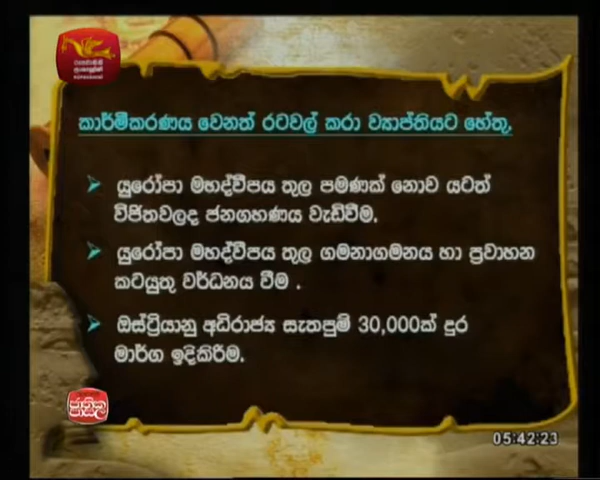 කාර්මීකරණය වෙනත් රටවල් කරා ව්‍යාප්තියට හේතු.
යුරෝපා මහද්වීපය තුල පමණක් නොව යටත්
විජිතවලද ජනගහණය වැඩිවීම.
යුරෝපා මහද්වීපය තුල ගමනාගමනය හා ප්‍රවාහන
කටයුතු වර්ධනය වීම .
ඔස්ට්‍රියානු අධිරාජ්‍ය සැතපුම් 30,000ක් දුර
මාර්ග ඉදිකිරීම.
ජාතික
පාසල
05:42:23